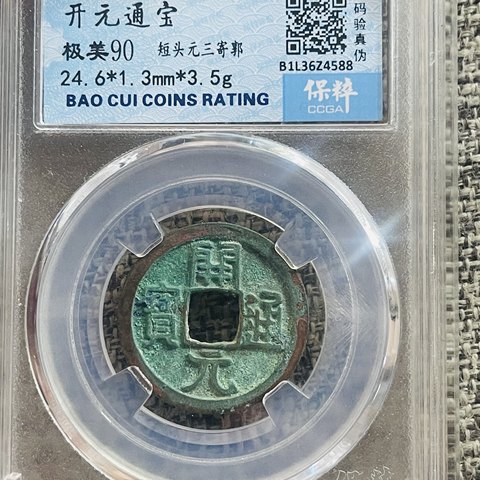 开元通宝
极美90 短头元三寄郭
24.6*1.3mm*3.5g
BAO CUI COINS RATING
码验真伪
B1L36Z4588
保粹
CCGA
開元通寳